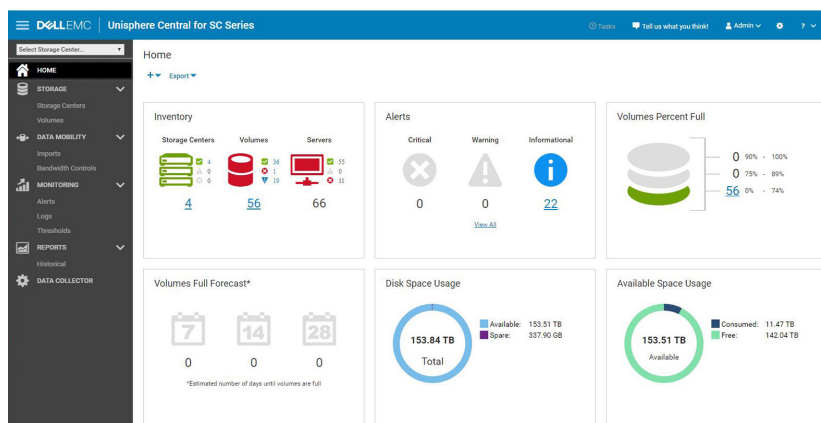 DELLEMC Unisphere Central for SC Series
Tasks Tell us what you think! Admin ?
Select Storage Center...
HOME
STORAGE
Storage Centers
Volumes
DATA MOBILITY
Imports
Bandwidth Controls
MONITORING
Alerts
Logs
Thresholds
REPORTS
Historical
DATA COLLECTOR
Home
+ Export
Inventory
Storage Centers Volumes Servers
4 36 55
0 1 0
0 19 11
4 56 66
Alerts
Critical Warning Informational
0 0 22
View All
Volumes Percent Full
0 90% - 100%
0 75% - 89%
56 0% - 74%
Volumes Full Forecast*
7 14 28
0 0 0
*Estimated number of days until volumes are full
Disk Space Usage
153.84 TB
Total
Available: 153.51 TB
Spare: 337.90 GB
Available Space Usage
153.51 TB
Available
Consumed: 11.47 TB
Free: 142.04 TB